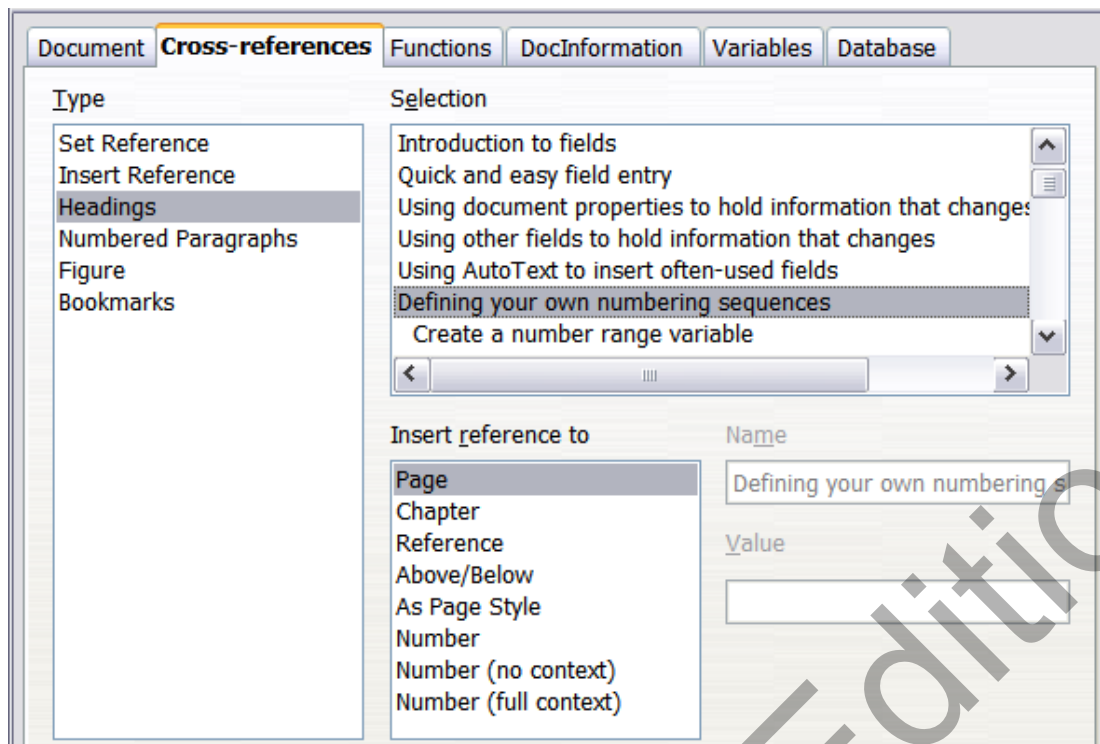 Document Cross-references Functions DocInformation Variables Database
Type
Set Reference
Insert Reference
Headings
Numbered Paragraphs
Figure
Bookmarks
Selection
Introduction to fields
Quick and easy field entry
Using document properties to hold information that changes
Using other fields to hold information that changes
Using AutoText to insert often-used fields
Defining your own numbering sequences
Create a number range variable
Insert reference to
Page
Chapter
Reference
Above/Below
As Page Style
Number
Number (no context)
Number (full context)
Name
Defining your own numbering s
Value
Editio